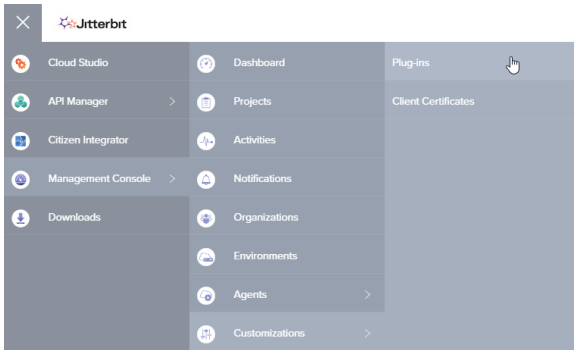 Jitterbit
Cloud Studio
API Manager
Citizen Integrator
Management Console
Downloads
Dashboard
Projects
Activities
Notifications
Organizations
Environments
Agents
Customizations
Plug-ins
Client Certificates